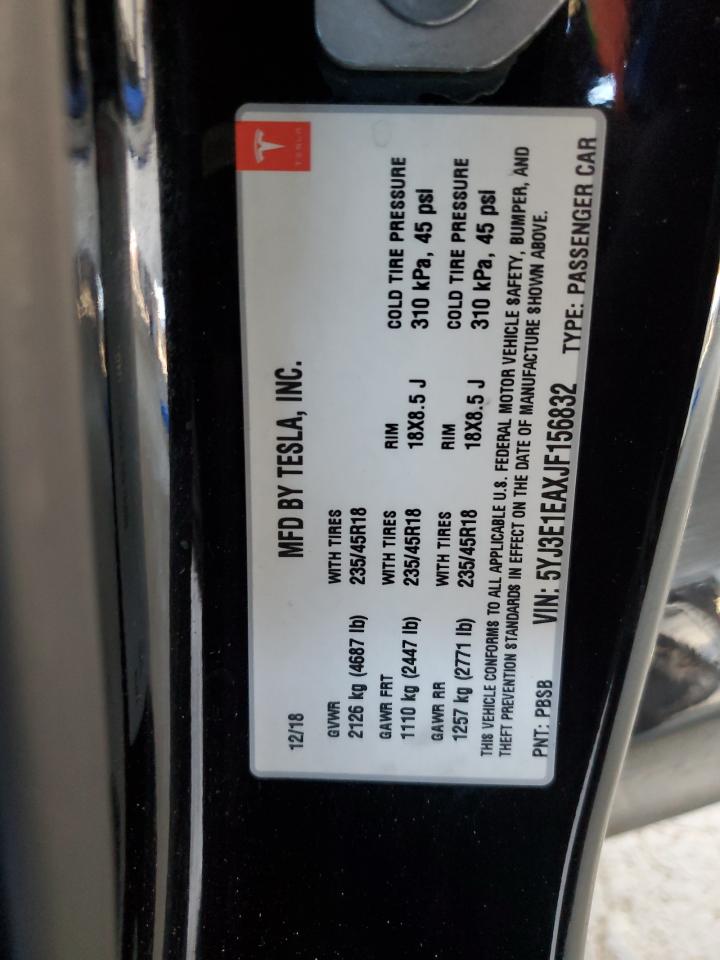 TESLA
MFD BY TESLA, INC.
12/18
GVWR WITH TIRES
2126 kg (4687 lb) 235/45R18
GAWR FRT WITH TIRES RIM COLD TIRE PRESSURE
1110 kg (2447 lb) 235/45R18 18X8.5 J 310 kPa, 45 psi
GAWR RR WITH TIRES RIM COLD TIRE PRESSURE
1257 kg (2771 lb) 235/45R18 18X8.5 J 310 kPa, 45 psi
THIS VEHICLE CONFORMS TO ALL APPLICABLE U.S. FEDERAL MOTOR VEHICLE SAFETY, BUMPER, AND
THEFT PREVENTION STANDARDS IN EFFECT ON THE DATE OF MANUFACTURE SHOWN ABOVE.
PNT: PBSB VIN: 5YJ3E1EAXJF156832 TYPE: PASSENGER CAR